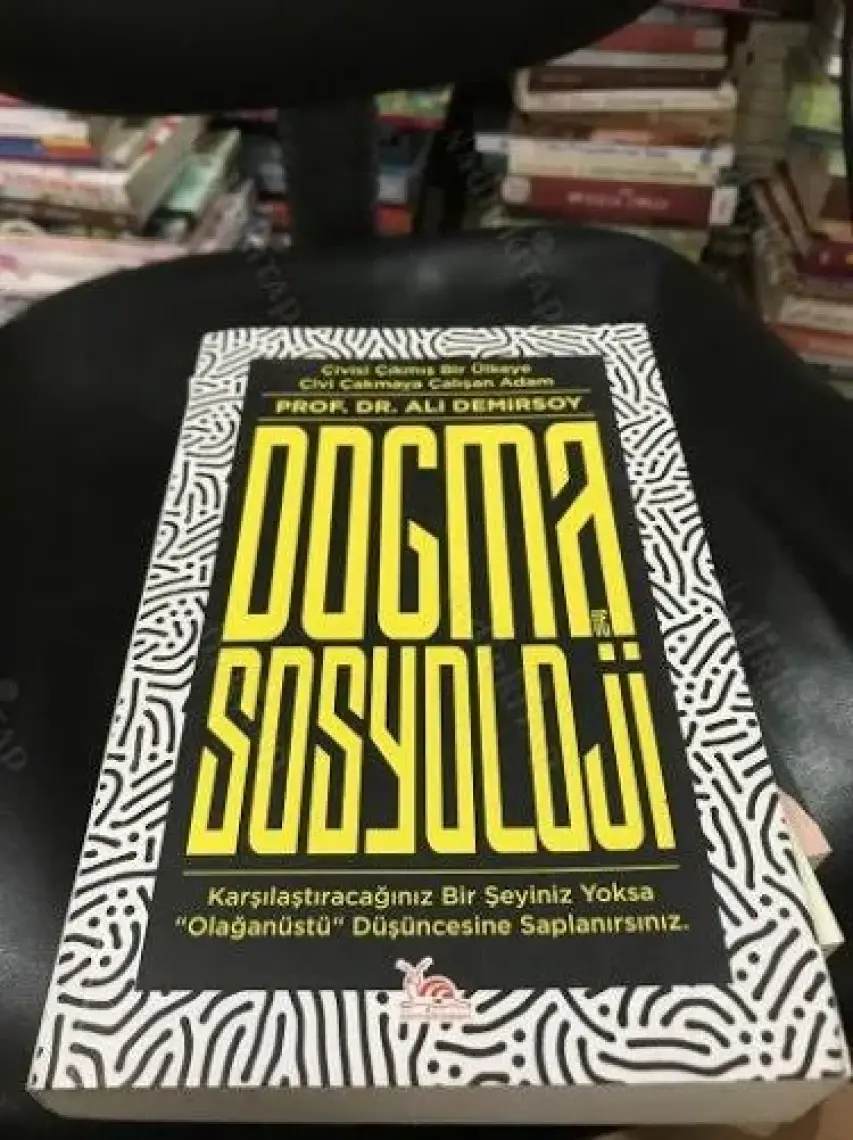 Çivisi Çıkmış Bir Ülkeye
Çivi Çakmaya Çalışan Adam
PROF. DR. ALİ DEMİRSOY
DOGMA
SOSYOLOJİ
Karşılaştıracağınız Bir Şeyiniz Yoksa
"Olağanüstü" Düşüncesine Saplanırsınız.